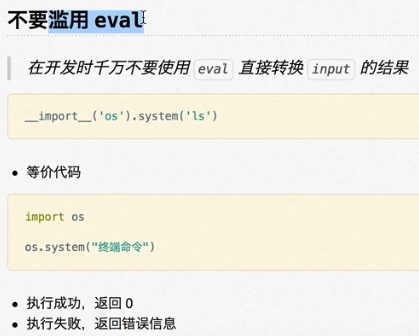 不要滥用 eval
在开发时千万不要使用 eval 直接转换 input 的结果
__import__('os').system('ls')
等价代码
import os
os.system("终端命令")
执行成功，返回 0
执行失败，返回错误信息